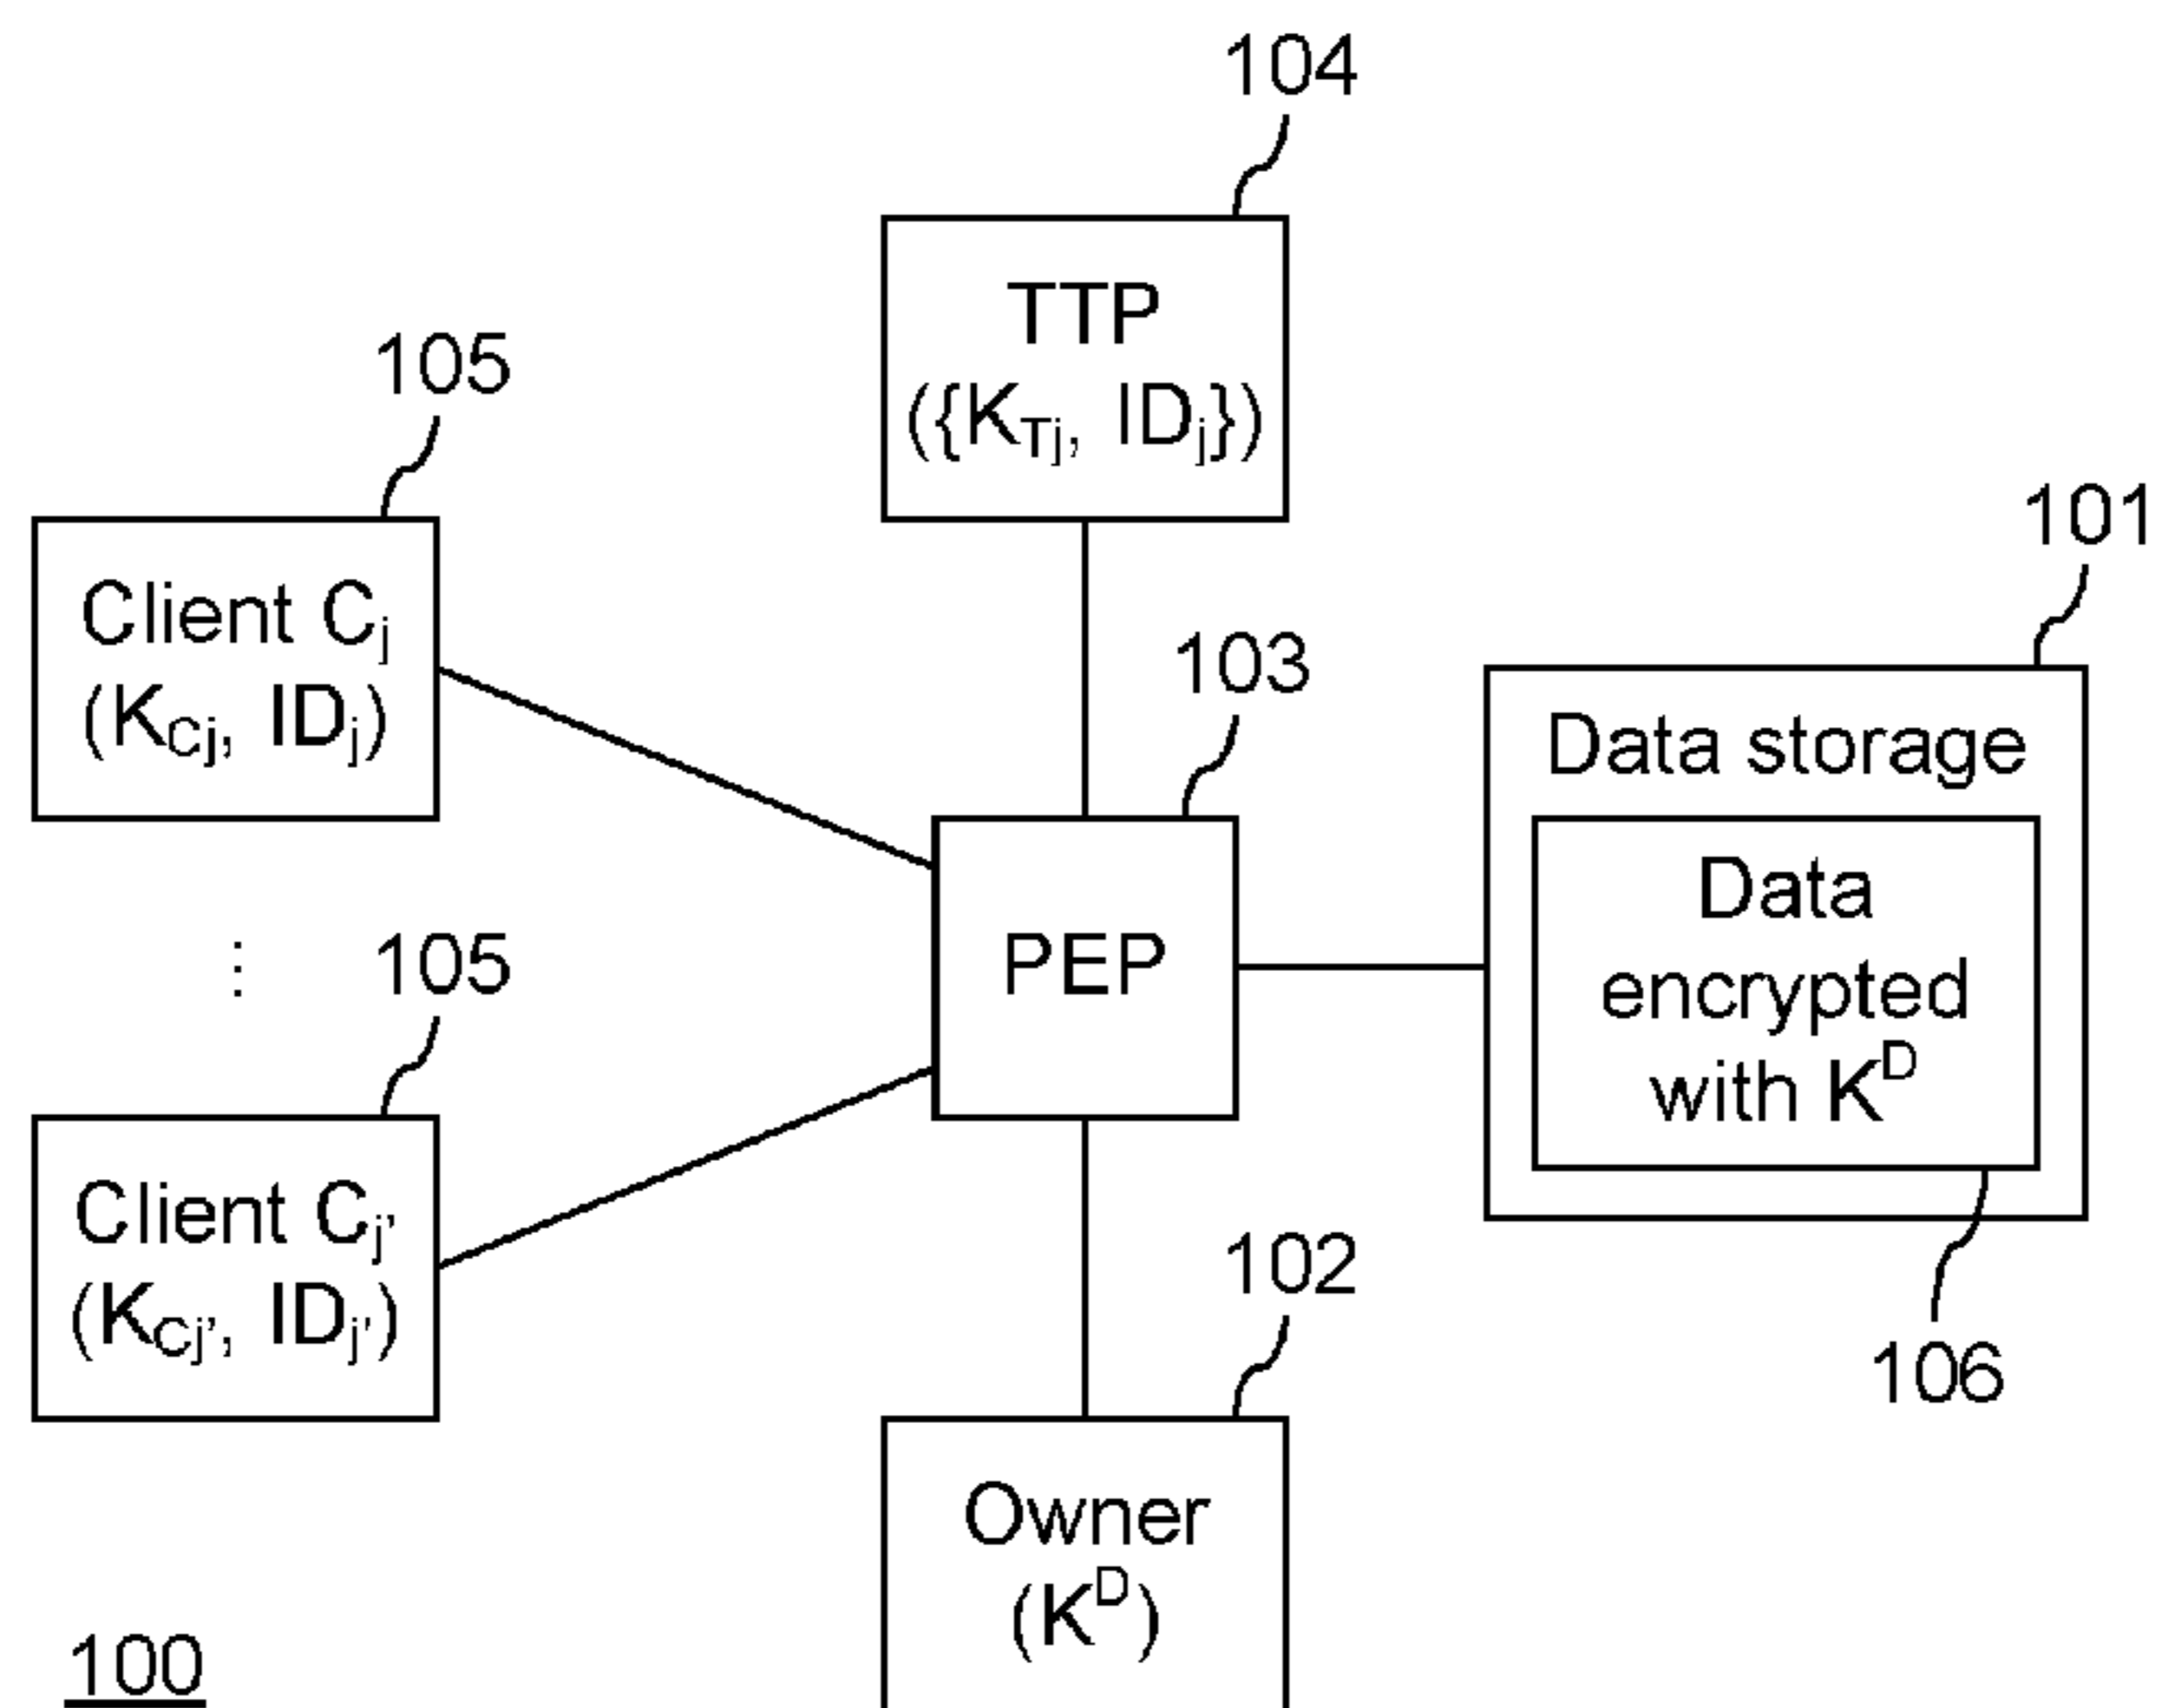 104
TTP
({K_Tj, ID_j})
105
Client C_j
(K_Cj, ID_j)
101
Data storage
Data
encrypted
with K^D
103
PEP
⋮
105
Client C_j'
(K_Cj', ID_j')
102
106
Owner
(K^D)
100